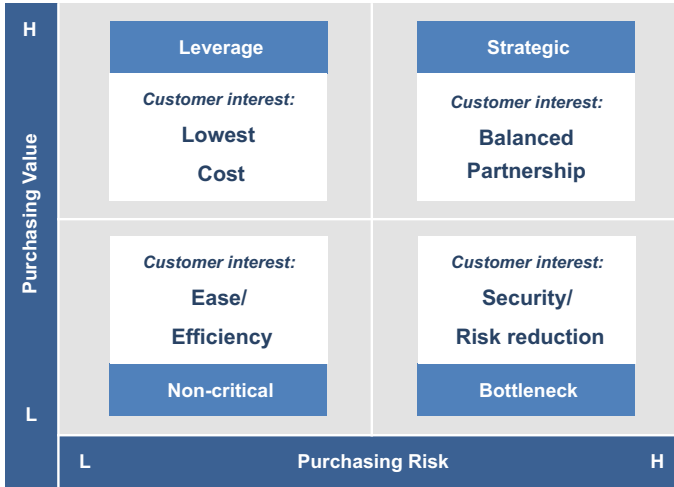 H
Purchasing Value
L
Leverage
Customer interest:
Lowest
Cost
Strategic
Customer interest:
Balanced
Partnership
Customer interest:
Ease/
Efficiency
Non-critical
Customer interest:
Security/
Risk reduction
Bottleneck
L
Purchasing Risk
H